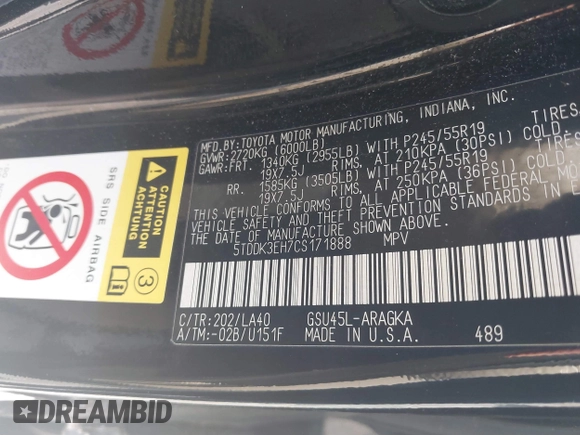 MFD.BY:TOYOTA MOTOR MANUFACTURING, INDIANA, INC.
GVWR:2720KG (6000LB)
GAWR:FRT. 1340KG (2955LB) WITH P245/55R19 TIRES
19X7.5J RIMS, AT 210KPA (30PSI) COLD.
RR. 1585KG (3505LB) WITH P245/55R19 TIRES
19X7.5J RIMS, AT 250KPA (36PSI) COLD.
THIS VEHICLE CONFORMS TO ALL APPLICABLE FEDERAL MO
VEHICLE SAFETY AND THEFT PREVENTION STANDARDS IN E
THE DATE OF MANUFACTURE SHOWN ABOVE.
5TDDK3EH7CS171888 MPV
C/TR:202/LA40 GSU45L-ARAGKA
A/TM:-02B/U151F MADE IN U.S.A. 489
SRS SIDE AIRBAG
CAUTION
ATTENTION
ACHTUNG
3
i
DREAMBID